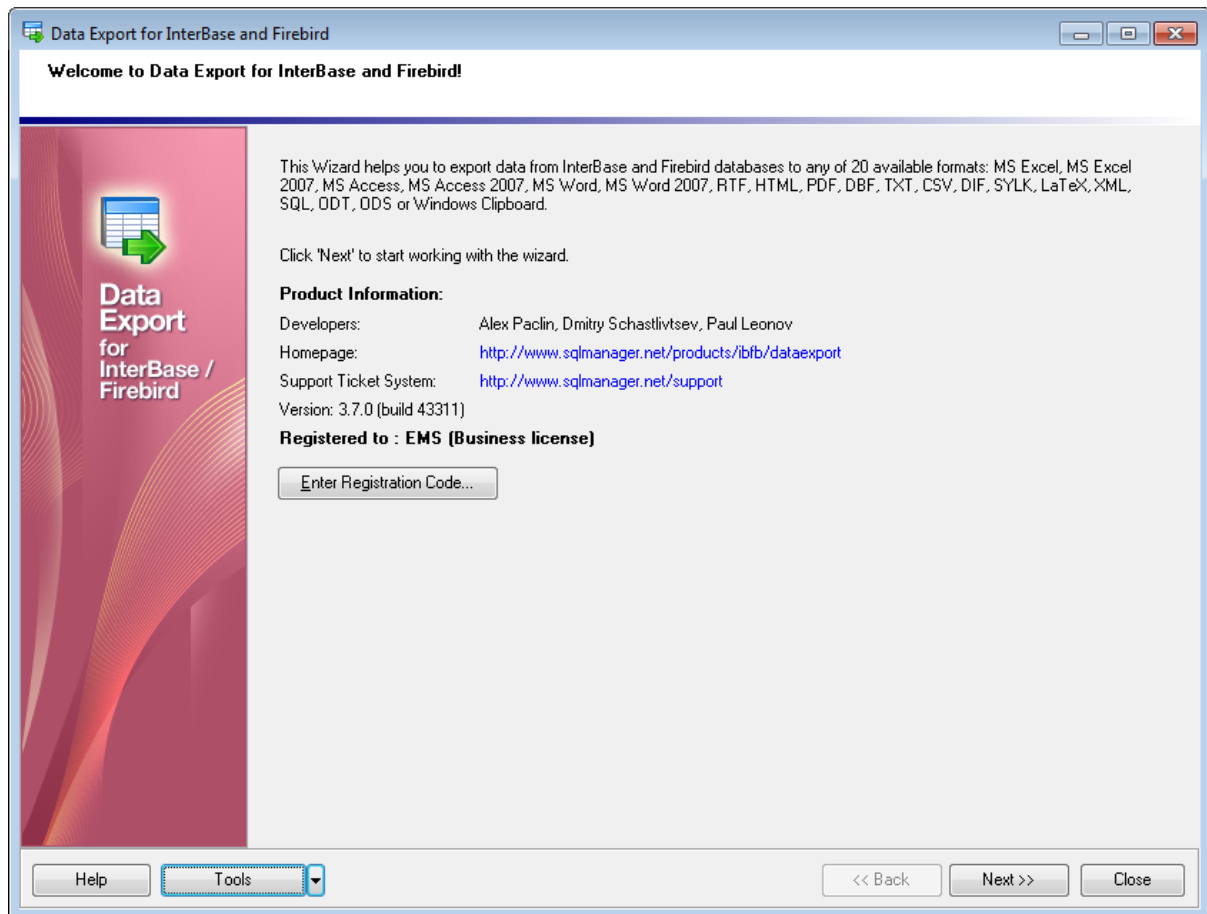 Data Export for InterBase and Firebird
Welcome to Data Export for InterBase and Firebird!
This Wizard helps you to export data from InterBase and Firebird databases to any of 20 available formats: MS Excel, MS Excel
2007, MS Access, MS Access 2007, MS Word, MS Word 2007, RTF, HTML, PDF, DBF, TXT, CSV, DIF, SYLK, LaTeX, XML,
SQL, ODT, ODS or Windows Clipboard.
Click 'Next' to start working with the wizard.
Data
Export
for
InterBase /
Firebird
Product Information:
Developers: Alex Paclin, Dmitry Schastlivtsev, Paul Leonov
Homepage: http://www.sqlmanager.net/products/ibfb/dataexport
Support Ticket System: http://www.sqlmanager.net/support
Version: 3.7.0 (build 43311)
Registered to : EMS (Business license)
Enter Registration Code...
Help Tools << Back Next >> Close